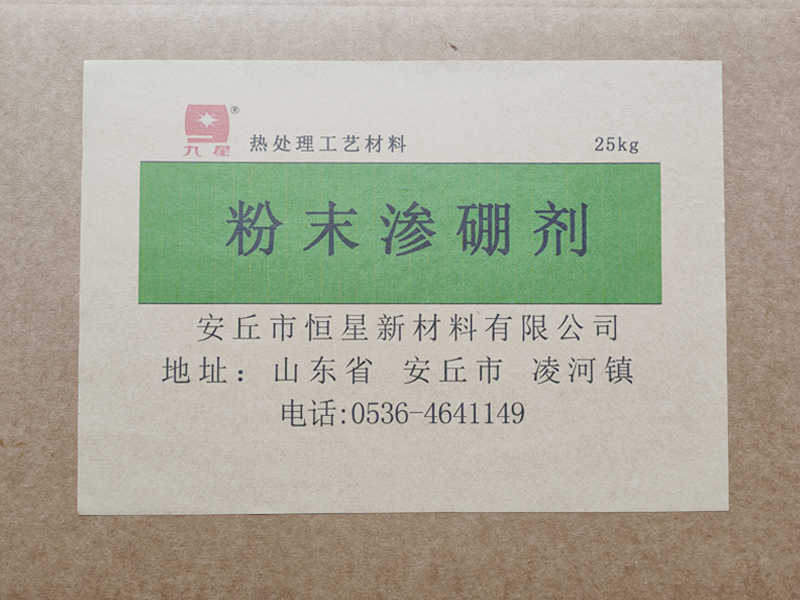 九星®
热处理工艺材料 25kg
粉末渗硼剂
安丘市恒星新材料有限公司
地址：山东省 安丘市 凌河镇
电话:0536-4641149